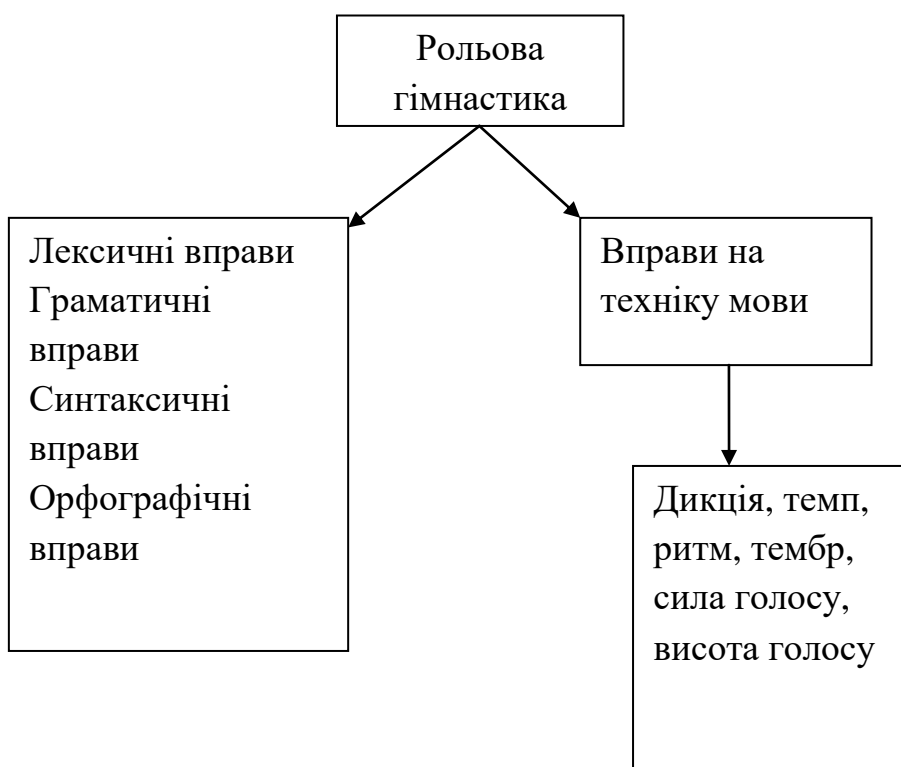 Рольова
гімнастика
Лексичні вправи
Граматичні
вправи
Синтаксичні
вправи
Орфографічні
вправи
Вправи на
техніку мови
Дикція, темп,
ритм, тембр,
сила голосу,
висота голосу